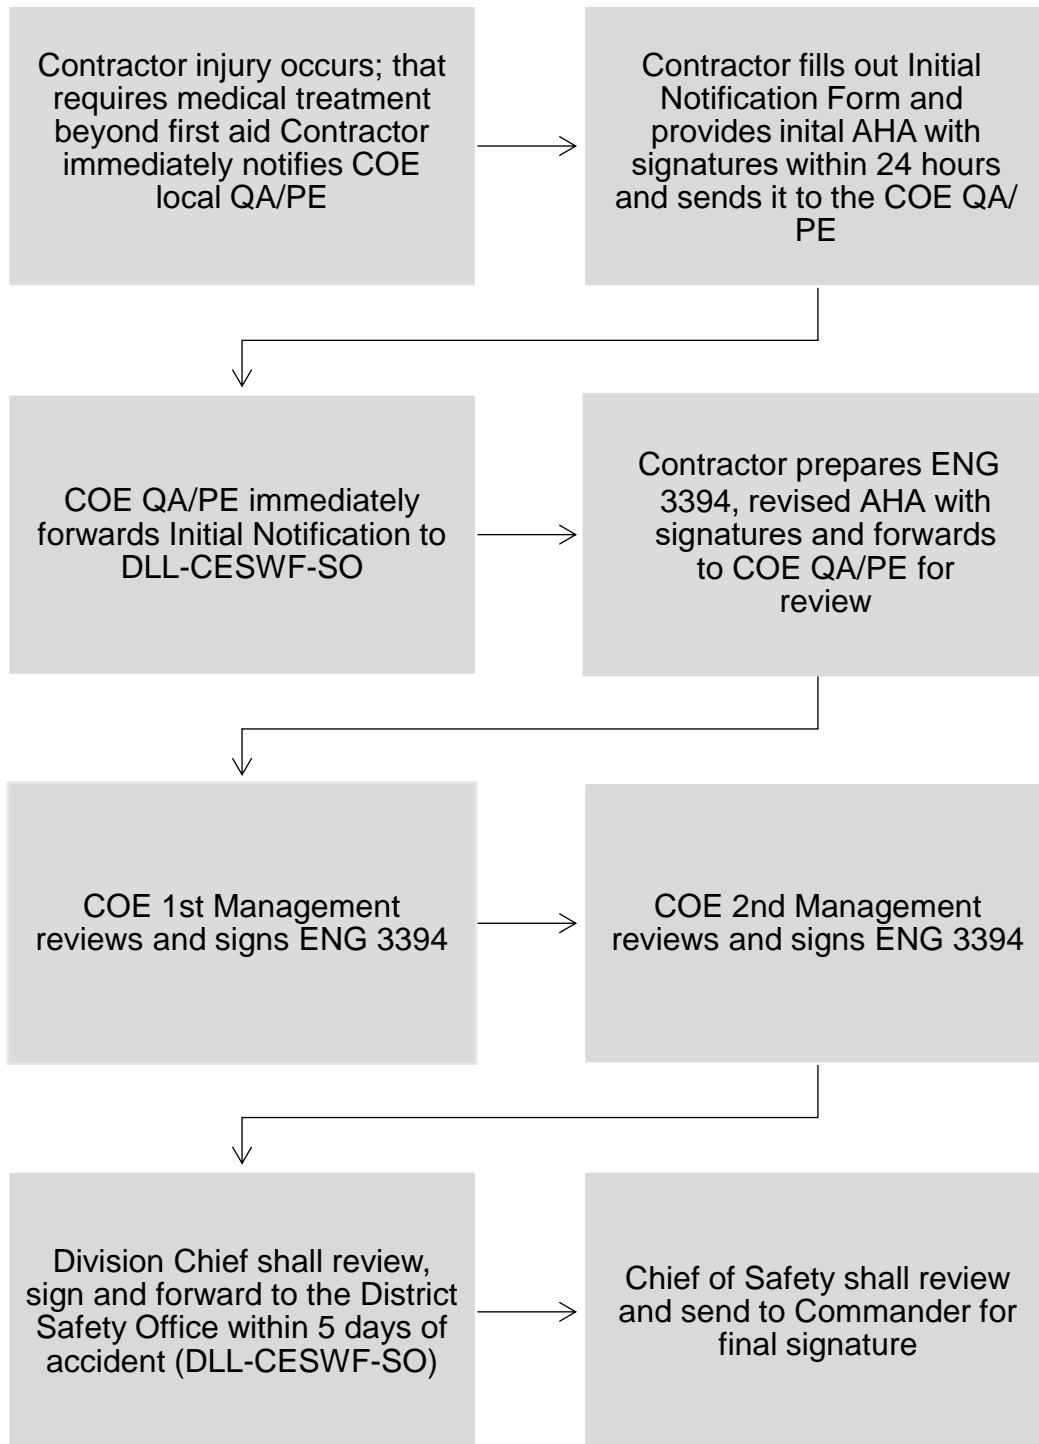 Contractor injury occurs; that
requires medical treatment
beyond first aid Contractor
immediately notifies COE
local QA/PE
Contractor fills out Initial
Notification Form and
provides inital AHA with
signatures within 24 hours
and sends it to the COE QA/
PE
COE QA/PE immediately
forwards Initial Notification to
DLL-CESWF-SO
Contractor prepares ENG
3394, revised AHA with
signatures and forwards
to COE QA/PE for
review
COE 1st Management
reviews and signs ENG 3394
COE 2nd Management
reviews and signs ENG 3394
Division Chief shall review,
sign and forward to the District
Safety Office within 5 days of
accident (DLL-CESWF-SO)
Chief of Safety shall review
and send to Commander for
final signature